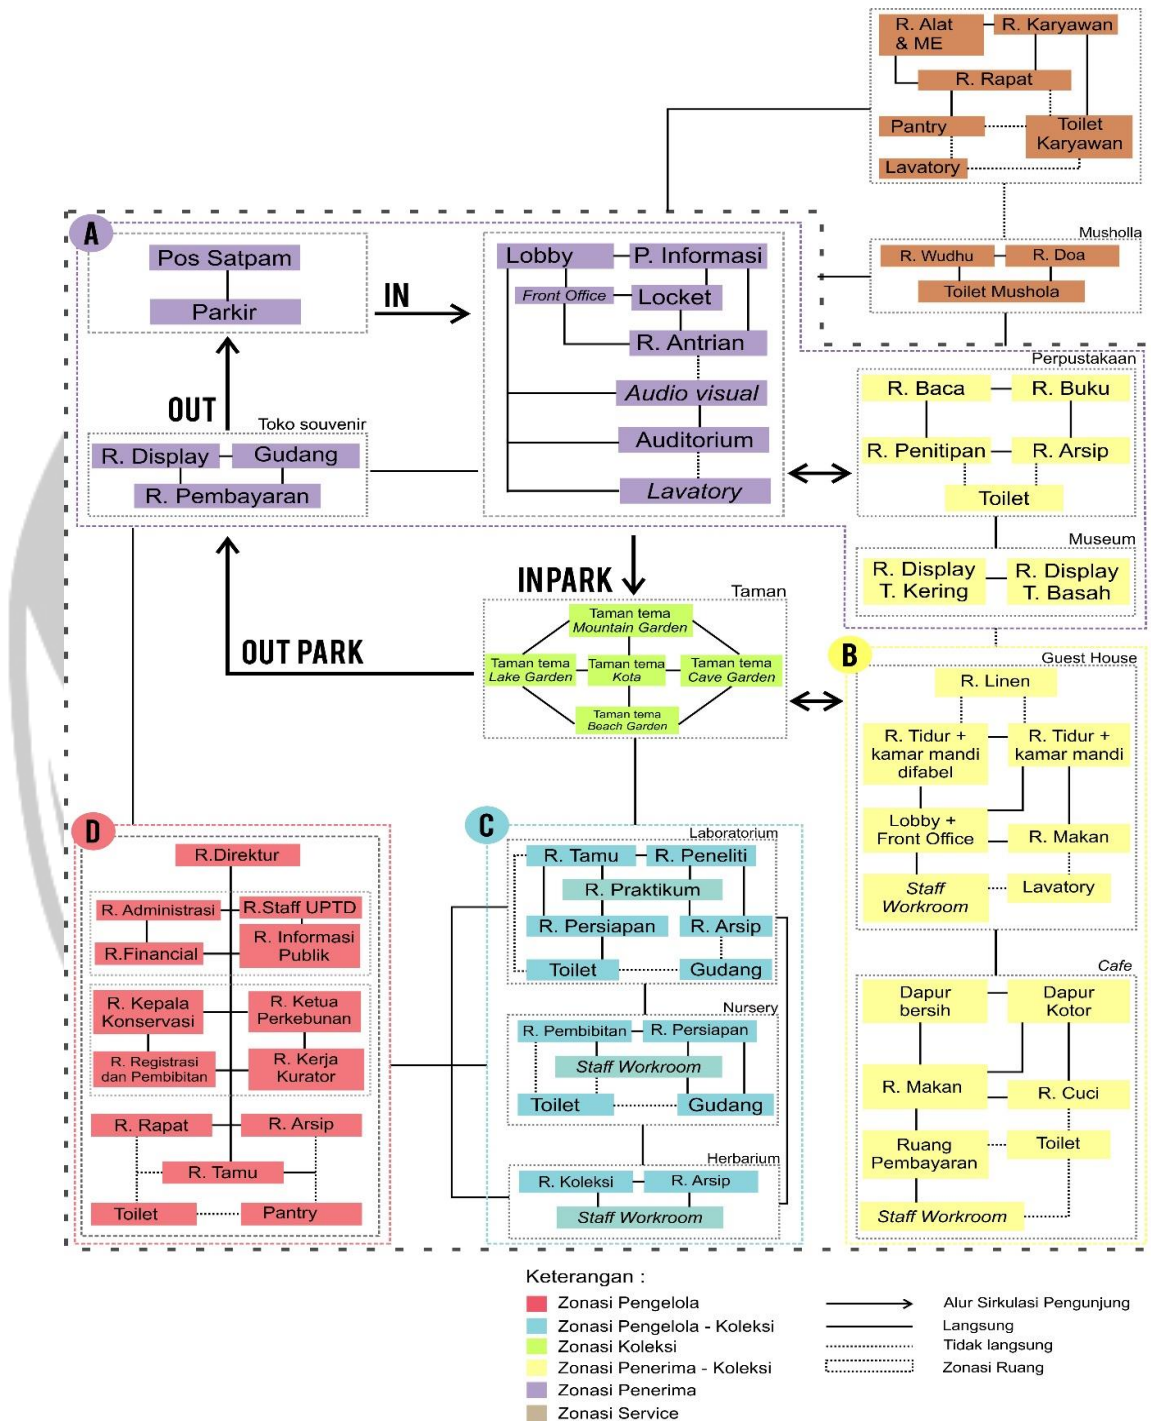 R. Alat
& ME
R. Karyawan
R. Rapat
Pantry
Toilet
Karyawan
Lavatory
Musholla
R. Wudhu
R. Doa
Toilet Mushola
A
Pos Satpam
Parkir
IN
Lobby
P. Informasi
Front Office
Locket
R. Antrian
Audio visual
Auditorium
Lavatory
OUT
Toko souvenir
R. Display
Gudang
R. Pembayaran
Perpustakaan
R. Baca
R. Buku
R. Penitipan
R. Arsip
Toilet
Museum
R. Display
T. Kering
R. Display
T. Basah
IN PARK
OUT PARK
Taman
Taman tema
Mountain Garden
Taman tema
Lake Garden
Taman tema
Kota
Taman tema
Cave Garden
Taman tema
Beach Garden
B
Guest House
R. Linen
R. Tidur +
kamar mandi
difabel
R. Tidur +
kamar mandi
Lobby +
Front Office
R. Makan
Staff
Workroom
Lavatory
Cafe
Dapur
bersih
Dapur
Kotor
R. Makan
R. Cuci
Ruang
Pembayaran
Toilet
Staff Workroom
D
R.Direktur
R. Administrasi
R.Staff UPTD
R.Financial
R. Informasi
Publik
R. Kepala
Konservasi
R. Ketua
Perkebunan
R. Registrasi
dan Pembibitan
R. Kerja
Kurator
R. Rapat
R. Arsip
R. Tamu
Toilet
Pantry
C
Laboratorium
R. Tamu
R. Peneliti
R. Praktikum
R. Persiapan
R. Arsip
Toilet
Gudang
Nursery
R. Pembibitan
R. Persiapan
Staff Workroom
Toilet
Gudang
Herbarium
R. Koleksi
R. Arsip
Staff Workroom
Keterangan :
Zonasi Pengelola
Zonasi Pengelola - Koleksi
Zonasi Koleksi
Zonasi Penerima - Koleksi
Zonasi Penerima
Zonasi Service
Alur Sirkulasi Pengunjung
Langsung
Tidak langsung
Zonasi Ruang